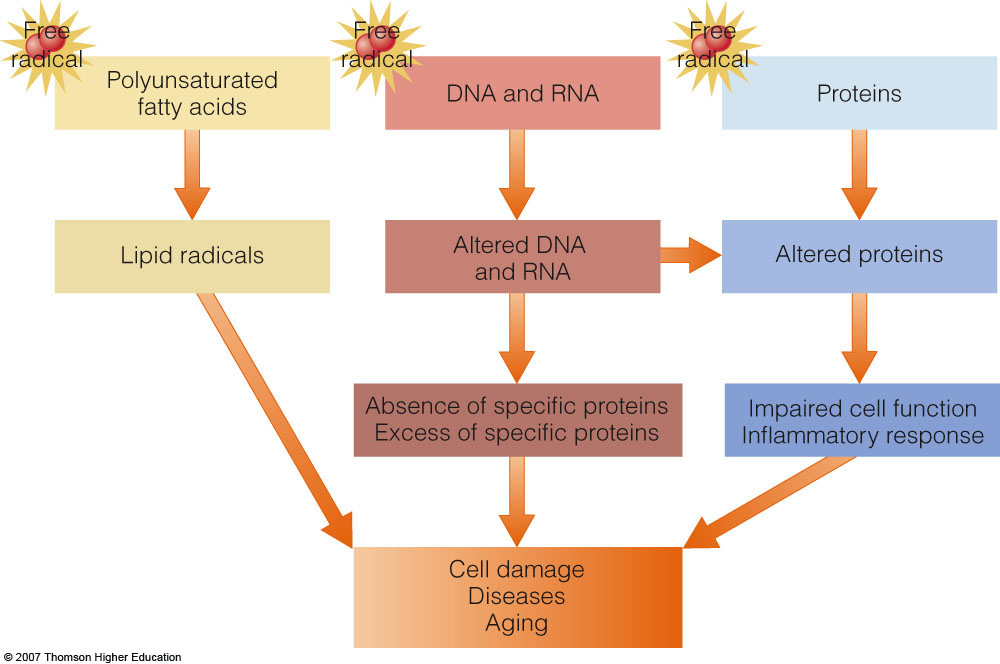 Free
radical
Free
radical
Free
radical
Polyunsaturated
fatty acids
DNA and RNA
Proteins
Lipid radicals
Altered DNA
and RNA
Altered proteins
Absence of specific proteins
Excess of specific proteins
Impaired cell function
Inflammatory response
Cell damage
Diseases
Aging
© 2007 Thomson Higher Education